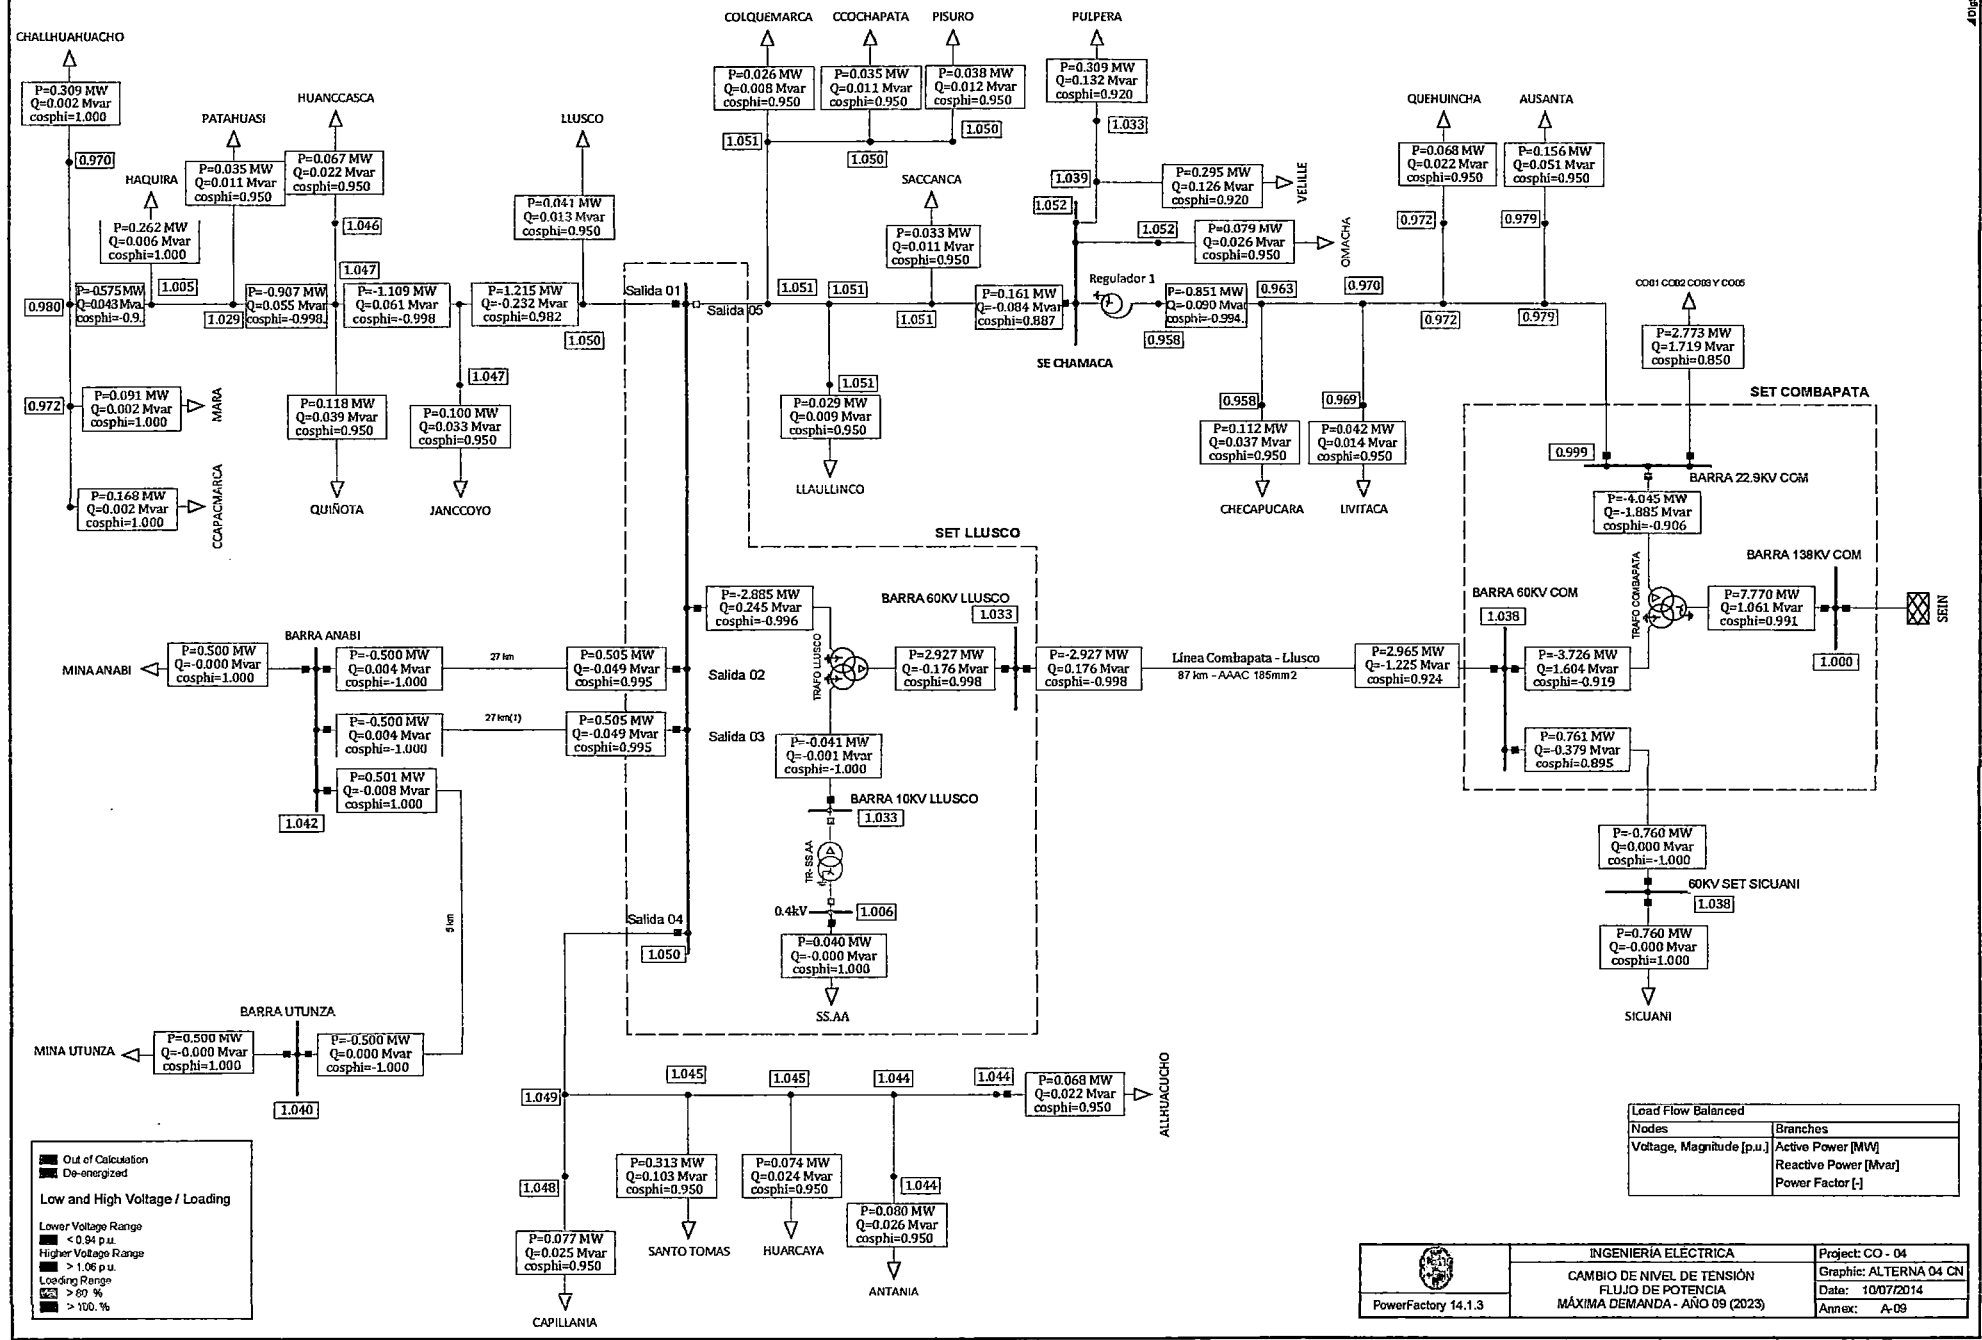 COLQUEMARCA
CCOCHAPATA
PISURO
PULPERA
CHALLHUAHUACHO
P=0.309 MW
Q=0.002 Mvar
cosphi=1.000
0.970
PATAHUASI
HUANCCASCA
LLUSCO
P=0.026 MW
Q=0.008 Mvar
cosphi=0.950
P=0.035 MW
Q=0.011 Mvar
cosphi=0.950
P=0.038 MW
Q=0.012 Mvar
cosphi=0.950
1.051
1.050
1.050
P=0.309 MW
Q=0.132 Mvar
cosphi=0.920
1.033
QUEHUINCHA
AUSANTA
HAQUIRA
P=0.035 MW
Q=0.011 Mvar
cosphi=0.950
P=0.067 MW
Q=0.022 Mvar
cosphi=0.950
1.046
P=0.262 MW
Q=0.006 Mvar
cosphi=1.000
P=0.041 MW
Q=0.013 Mvar
cosphi=0.950
SACCANCA
P=0.033 MW
Q=0.011 Mvar
cosphi=0.950
1.039
P=0.295 MW
Q=0.126 Mvar
cosphi=0.920
VELILLE
1.052
1.052
P=0.079 MW
Q=0.026 Mvar
cosphi=0.950
OMACHA
P=0.068 MW
Q=0.022 Mvar
cosphi=0.950
0.972
P=0.156 MW
Q=0.051 Mvar
cosphi=0.950
0.979
0.980
P=-0.575 MW
Q=0.043 Mva
cosphi=-0.9.
1.005
1.029
P=-0.907 MW
Q=0.055 Mvar
cosphi=-0.998.
1.047
P=-1.109 MW
Q=0.061 Mvar
cosphi=-0.998
P=1.215 MW
Q=-0.232 Mvar
cosphi=0.982
1.050
1.047
Salida 01
Salida 05
1.051
1.051
1.051
P=0.161 MW
Q=-0.084 Mvar
cosphi=0.887
SE CHAMACA
Regulador 1
P=-0.851 MW
Q=-0.090 Mvar
cosphi=-0.994.
0.958
0.963
0.970
0.972
0.979
CO01 CO02 CO03 Y CO05
P=2.773 MW
Q=1.719 Mvar
cosphi=0.850
0.972
P=0.091 MW
Q=0.002 Mvar
cosphi=1.000
MARA
P=0.118 MW
Q=0.039 Mvar
cosphi=0.950
QUIÑOTA
P=0.100 MW
Q=0.033 Mvar
cosphi=0.950
JANCCOYO
P=0.168 MW
Q=0.002 Mvar
cosphi=1.000
CCAPACMARCA
1.051
P=0.029 MW
Q=0.009 Mvar
cosphi=0.950
LLAULLINCO
0.958
P=0.112 MW
Q=0.037 Mvar
cosphi=0.950
CHECAPUCARA
0.969
P=0.042 MW
Q=0.014 Mvar
cosphi=0.950
LIVITACA
SET COMBAPATA
0.999
BARRA 22.9KV COM
P=-4.045 MW
Q=-1.885 Mvar
cosphi=-0.906
TRAFO COMBAPATA
BARRA 138KV COM
P=7.770 MW
Q=1.061 Mvar
cosphi=0.991
SEIN
1.000
SET LLUSCO
P=-2.885 MW
Q=0.245 Mvar
cosphi=-0.996
TRAFO LLUSCO
BARRA 60KV LLUSCO
1.033
P=2.927 MW
Q=-0.176 Mvar
cosphi=0.998
P=-2.927 MW
Q=0.176 Mvar
cosphi=-0.998
Línea Combapata - Llusco
87 km - AAAC 185mm2
P=2.965 MW
Q=-1.225 Mvar
cosphi=0.924
BARRA 60KV COM
1.038
P=-3.726 MW
Q=1.604 Mvar
cosphi=-0.919
P=0.761 MW
Q=-0.379 Mvar
cosphi=0.895
BARRA ANABI
MINA ANABI
P=0.500 MW
Q=-0.000 Mvar
cosphi=1.000
P=-0.500 MW
Q=0.004 Mvar
cosphi=-1.000
27 km
P=0.505 MW
Q=-0.049 Mvar
cosphi=0.995
Salida 02
P=-0.500 MW
Q=0.004 Mvar
cosphi=-1.000
27 km(1)
P=0.505 MW
Q=-0.049 Mvar
cosphi=0.995
Salida 03
P=0.501 MW
Q=-0.008 Mvar
cosphi=1.000
1.042
5 km
P=-0.041 MW
Q=-0.001 Mvar
cosphi=-1.000
BARRA 10KV LLUSCO
1.033
TR-SS.AA
0.4kV
1.006
P=0.040 MW
Q=-0.000 Mvar
cosphi=1.000
SS.AA
Salida 04
1.050
P=-0.760 MW
Q=0.000 Mvar
cosphi=-1.000
60KV SET SICUANI
1.038
P=0.760 MW
Q=-0.000 Mvar
cosphi=1.000
SICUANI
BARRA UTUNZA
MINA UTUNZA
P=0.500 MW
Q=-0.000 Mvar
cosphi=1.000
P=-0.500 MW
Q=0.000 Mvar
cosphi=-1.000
1.040
1.049
1.045
1.045
1.044
1.044
P=0.068 MW
Q=0.022 Mvar
cosphi=0.950
ALLHUACUCHO
1.048
P=0.077 MW
Q=0.025 Mvar
cosphi=0.950
CAPILLANIA
P=0.313 MW
Q=0.103 Mvar
cosphi=0.950
SANTO TOMAS
P=0.074 MW
Q=0.024 Mvar
cosphi=0.950
HUARCAYA
1.044
P=0.080 MW
Q=0.026 Mvar
cosphi=0.950
ANTANIA
Out of Calculation
De-energized
Low and High Voltage / Loading
Lower Voltage Range
< 0.94 p.u.
Higher Voltage Range
> 1.06 p.u.
Loading Range
> 80 %
> 100. %
Load Flow Balanced
Nodes
Branches
Voltage, Magnitude [p.u.]
Active Power [MW]
Reactive Power [Mvar]
Power Factor [-]
PowerFactory 14.1.3
INGENIERÍA ELÉCTRICA
CAMBIO DE NIVEL DE TENSIÓN
FLUJO DE POTENCIA
MÁXIMA DEMANDA - AÑO 09 (2023)
Project: CO - 04
Graphic: ALTERNA 04 CN
Date: 10/07/2014
Annex: A-09